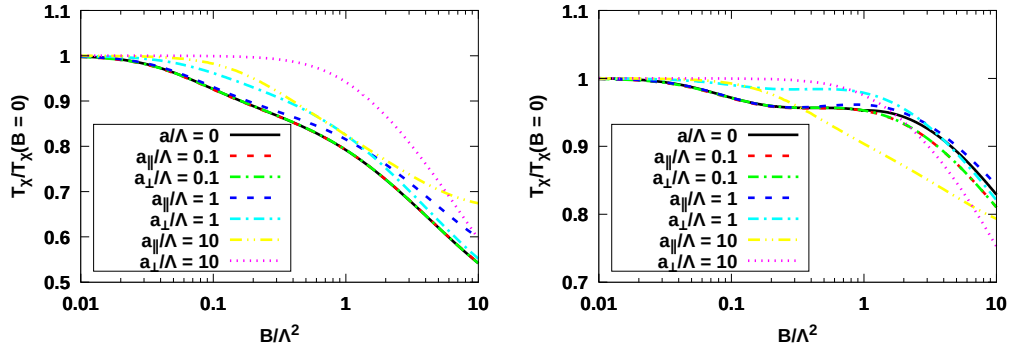 1.1
1
0.9
0.8
0.7
0.6
0.5
0.01
0.1
1
10
T_χ/T_χ(B = 0)
B/Λ²
a/Λ = 0
a_∥/Λ = 0.1
a_⊥/Λ = 0.1
a_∥/Λ = 1
a_⊥/Λ = 1
a_∥/Λ = 10
a_⊥/Λ = 10
1.1
1
0.9
0.8
0.7
0.01
0.1
1
10
T_χ/T_χ(B = 0)
B/Λ²
a/Λ = 0
a_∥/Λ = 0.1
a_⊥/Λ = 0.1
a_∥/Λ = 1
a_⊥/Λ = 1
a_∥/Λ = 10
a_⊥/Λ = 10